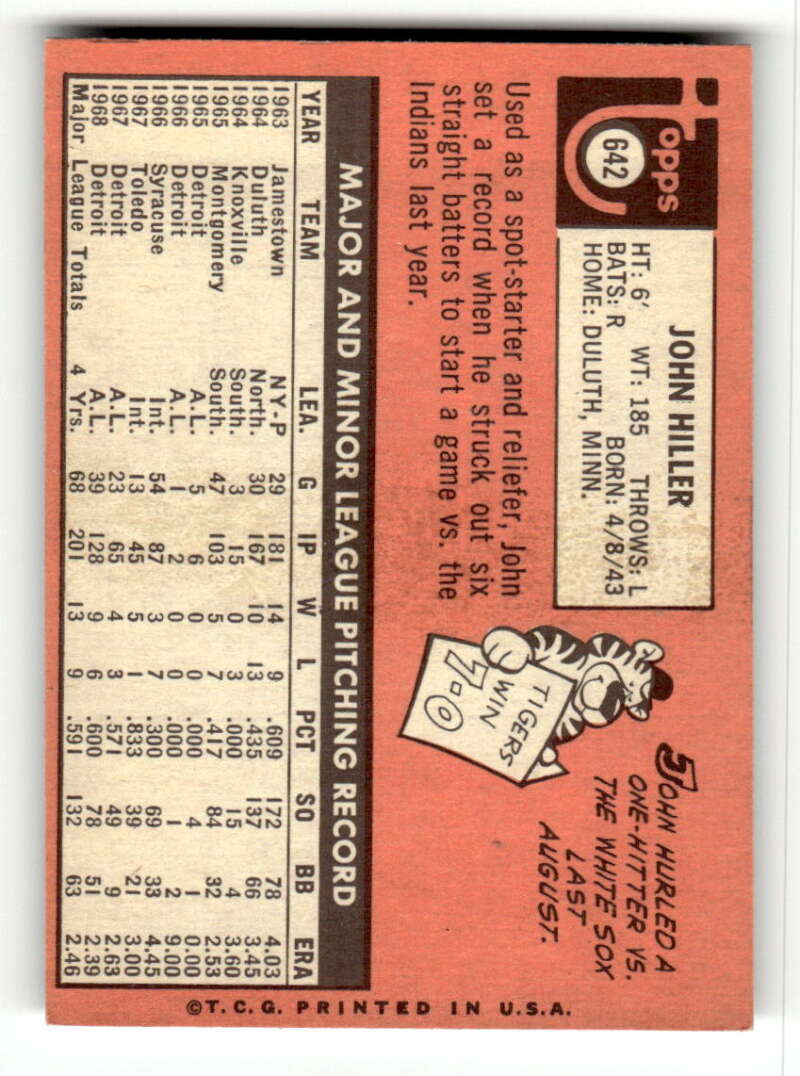 Topps
642
JOHN HILLER
HT: 6' WT: 185 THROWS: L
BATS: R BORN: 4/8/43
HOME: DULUTH, MINN.
Used as a spot-starter and reliefer, John
set a record when he struck out six
straight batters to start a game vs. the
Indians last year.
TIGERS
WIN
7-0
JOHN HURLED A
ONE-HITTER VS.
THE WHITE SOX
LAST
AUGUST.
MAJOR AND MINOR LEAGUE PITCHING RECORD
YEAR TEAM LEA. G IP W L PCT SO BB ERA
1963 Jamestown NY-P 29 181 14 9 .609 172 78 4.03
1964 Duluth North. 30 167 10 13 .435 137 66 3.45
1964 Knoxville South. 3 15 0 3 .000 15 4 3.60
1965 Montgomery South. 47 103 5 7 .417 84 32 2.53
1965 Detroit A.L. 5 6 0 0 .000 4 1 0.00
1966 Detroit A.L. 1 2 0 0 .000 1 2 9.00
1966 Syracuse Int. 54 87 3 7 .300 69 33 4.45
1967 Toledo Int. 13 45 5 1 .833 39 21 3.00
1967 Detroit A.L. 23 65 4 3 .571 49 9 2.63
1968 Detroit A.L. 39 128 9 6 .600 78 51 2.39
Major League Totals 4 Yrs. 68 201 13 9 .591 132 63 2.46
©T.C.G. PRINTED IN U.S.A.